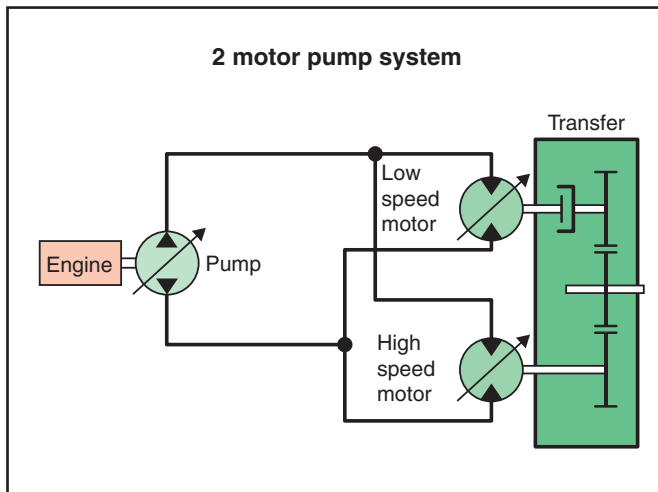 2 motor pump system
Transfer
Low
speed
motor
Engine
Pump
High
speed
motor